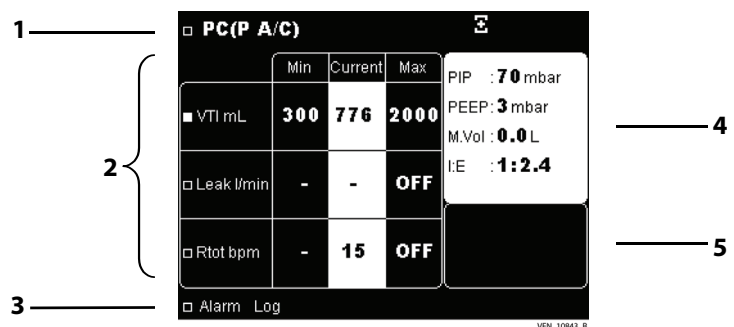 1 PC(P A/C)
Min Current Max
2 VTI mL 300 776 2000
Leak l/min - - OFF
Rtot bpm - 15 OFF
PIP : 70 mbar
PEEP: 3 mbar
M.Vol : 0.0 L
I:E : 1:2.4
4
5
3 Alarm Log
VEN_10843_B